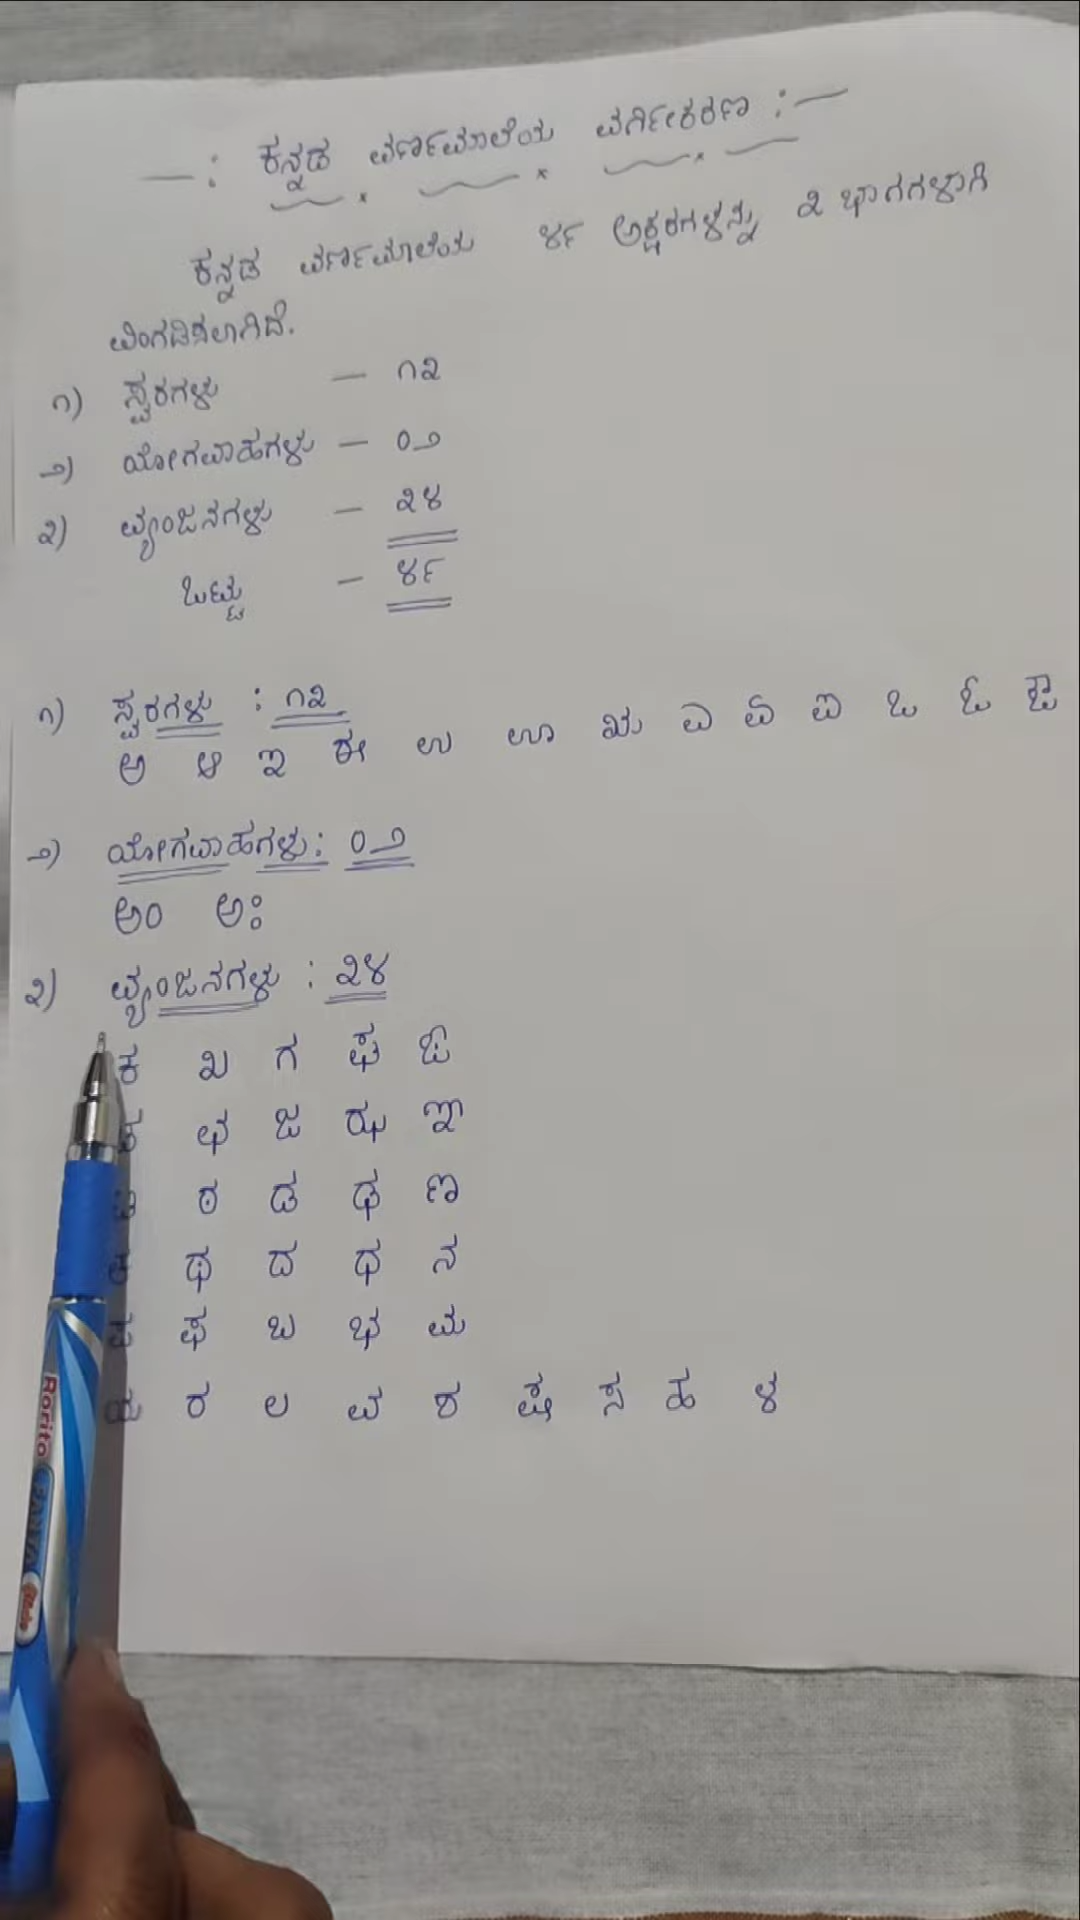 —: ಕನ್ನಡ ವರ್ಣಮಾಲೆಯ ವರ್ಗೀಕರಣ :—
ಕನ್ನಡ ವರ್ಣಮಾಲೆಯ ೪೯ ಅಕ್ಷರಗಳನ್ನು ೩ ಭಾಗಗಳಾಗಿ
ವಿಂಗಡಿಸಲಾಗಿದೆ.
೧) ಸ್ವರಗಳು — ೧೩
೨) ಯೋಗವಾಹಗಳು — ೦೨
೩) ವ್ಯಂಜನಗಳು — ೩೪
ಒಟ್ಟು — ೪೯
೧) ಸ್ವರಗಳು : ೧೩
ಅ ಆ ಇ ಈ ಉ ಊ ಋ ಎ ಏ ಐ ಒ ಓ ಔ
೨) ಯೋಗವಾಹಗಳು : ೦೨
ಅಂ ಅಃ
೩) ವ್ಯಂಜನಗಳು : ೩೪
ಕ ಖ ಗ ಘ ಙ
ಚ ಛ ಜ ಝ ಞ
ಟ ಠ ಡ ಢ ಣ
ತ ಥ ದ ಧ ನ
ಪ ಫ ಬ ಭ ಮ
ಯ ರ ಲ ವ ಶ ಷ ಸ ಹ ಳ
Rorito